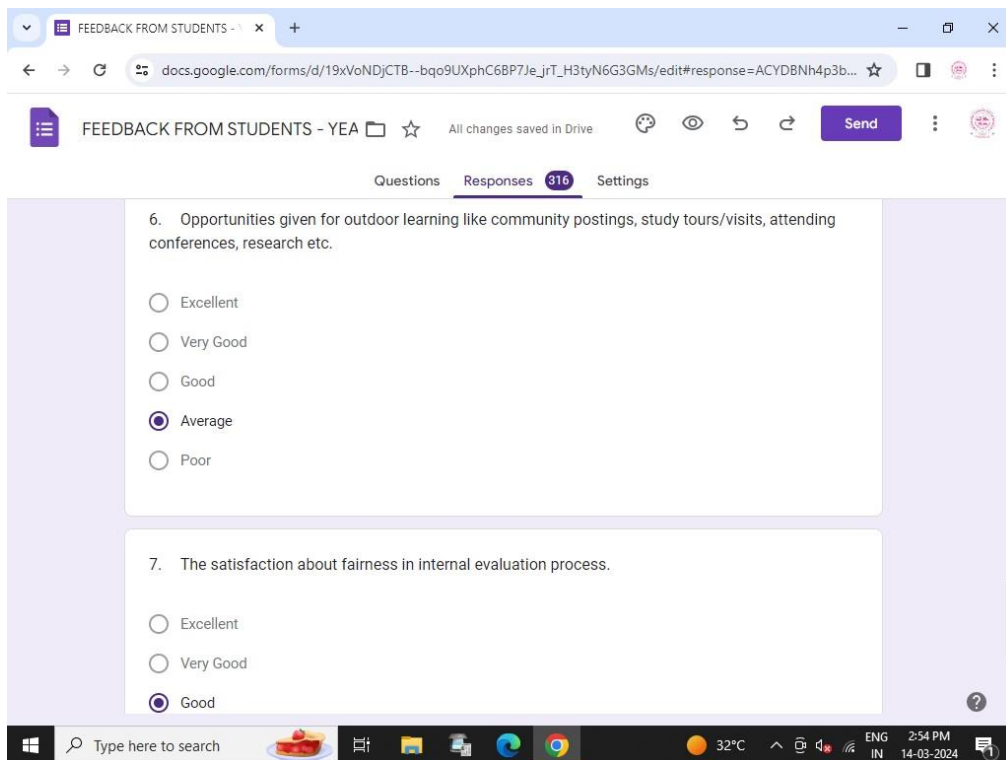 FEEDBACK FROM STUDENTS -
docs.google.com/forms/d/19xVoNDjCTB--bqo9UXphC6BP7Je_jrT_H3tyN6G3GMs/edit#response=ACYDBNh4p3b...
FEEDBACK FROM STUDENTS - YEA
All changes saved in Drive
Send
Questions Responses 316 Settings
6. Opportunities given for outdoor learning like community postings, study tours/visits, attending
conferences, research etc.
Excellent
Very Good
Good
Average
Poor
7. The satisfaction about fairness in internal evaluation process.
Excellent
Very Good
Good
Type here to search
32°C
ENG
IN
2:54 PM
14-03-2024
1